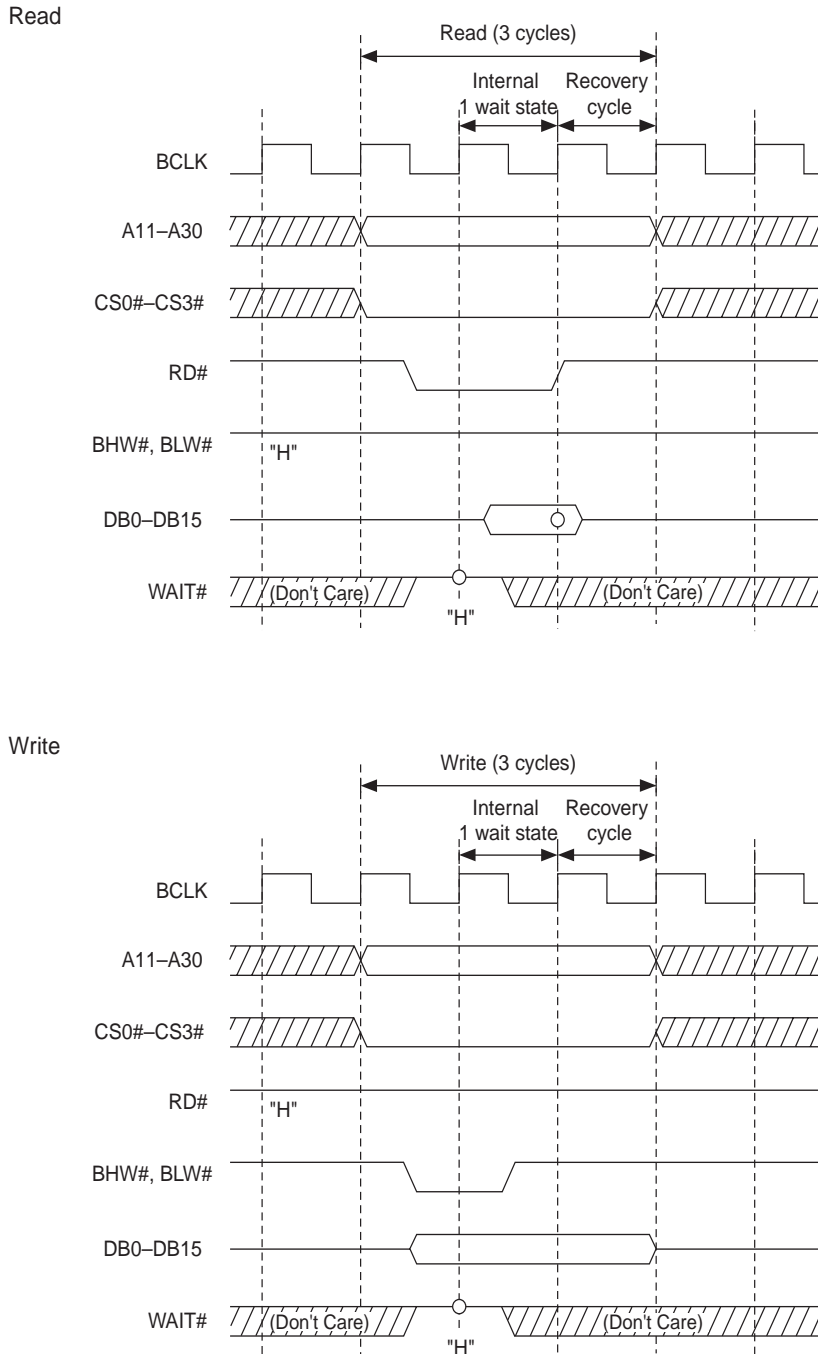 Read
Read (3 cycles)
Internal
1 wait state
Recovery
cycle
BCLK
A11–A30
CS0#–CS3#
RD#
BHW#, BLW#
"H"
DB0–DB15
WAIT#
(Don't Care)
(Don't Care)
"H"
Write
Write (3 cycles)
Internal
1 wait state
Recovery
cycle
BCLK
A11–A30
CS0#–CS3#
RD#
"H"
BHW#, BLW#
DB0–DB15
WAIT#
(Don't Care)
(Don't Care)
"H"